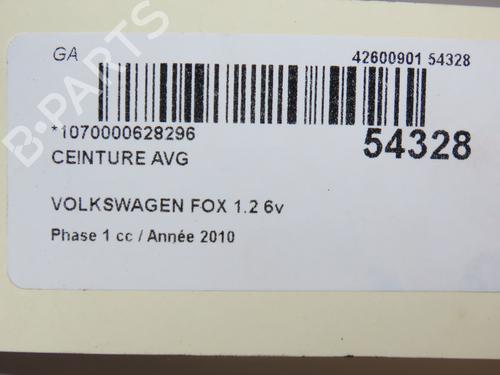 GA
42600901 54328
*1070000628296
54328
CEINTURE AVG
VOLKSWAGEN FOX 1.2 6v
Phase 1 cc / Année 2010
B-PARTS